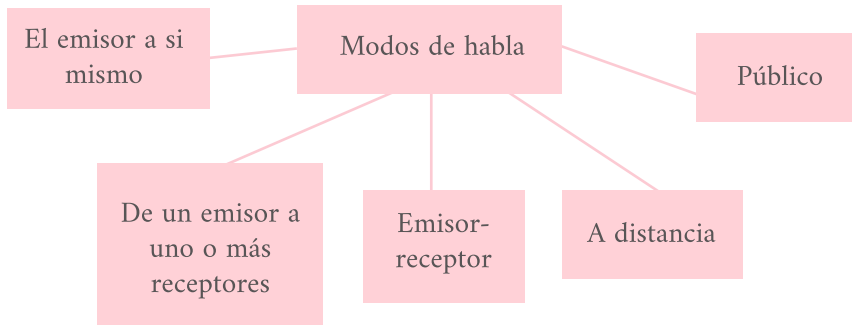 El emisor a si
mismo
Modos de habla
Público
De un emisor a
uno o más
receptores
Emisor-
receptor
A distancia